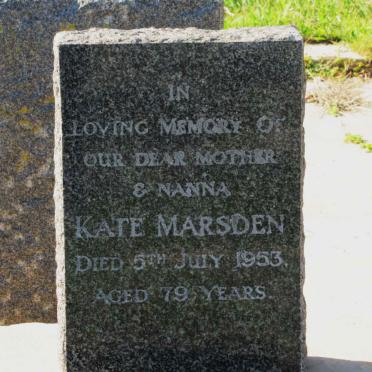 IN
LOVING MEMORY OF
OUR DEAR MOTHER
& NANNA
KATE MARSDEN
DIED 5TH JULY 1953.
AGED 79 YEARS.